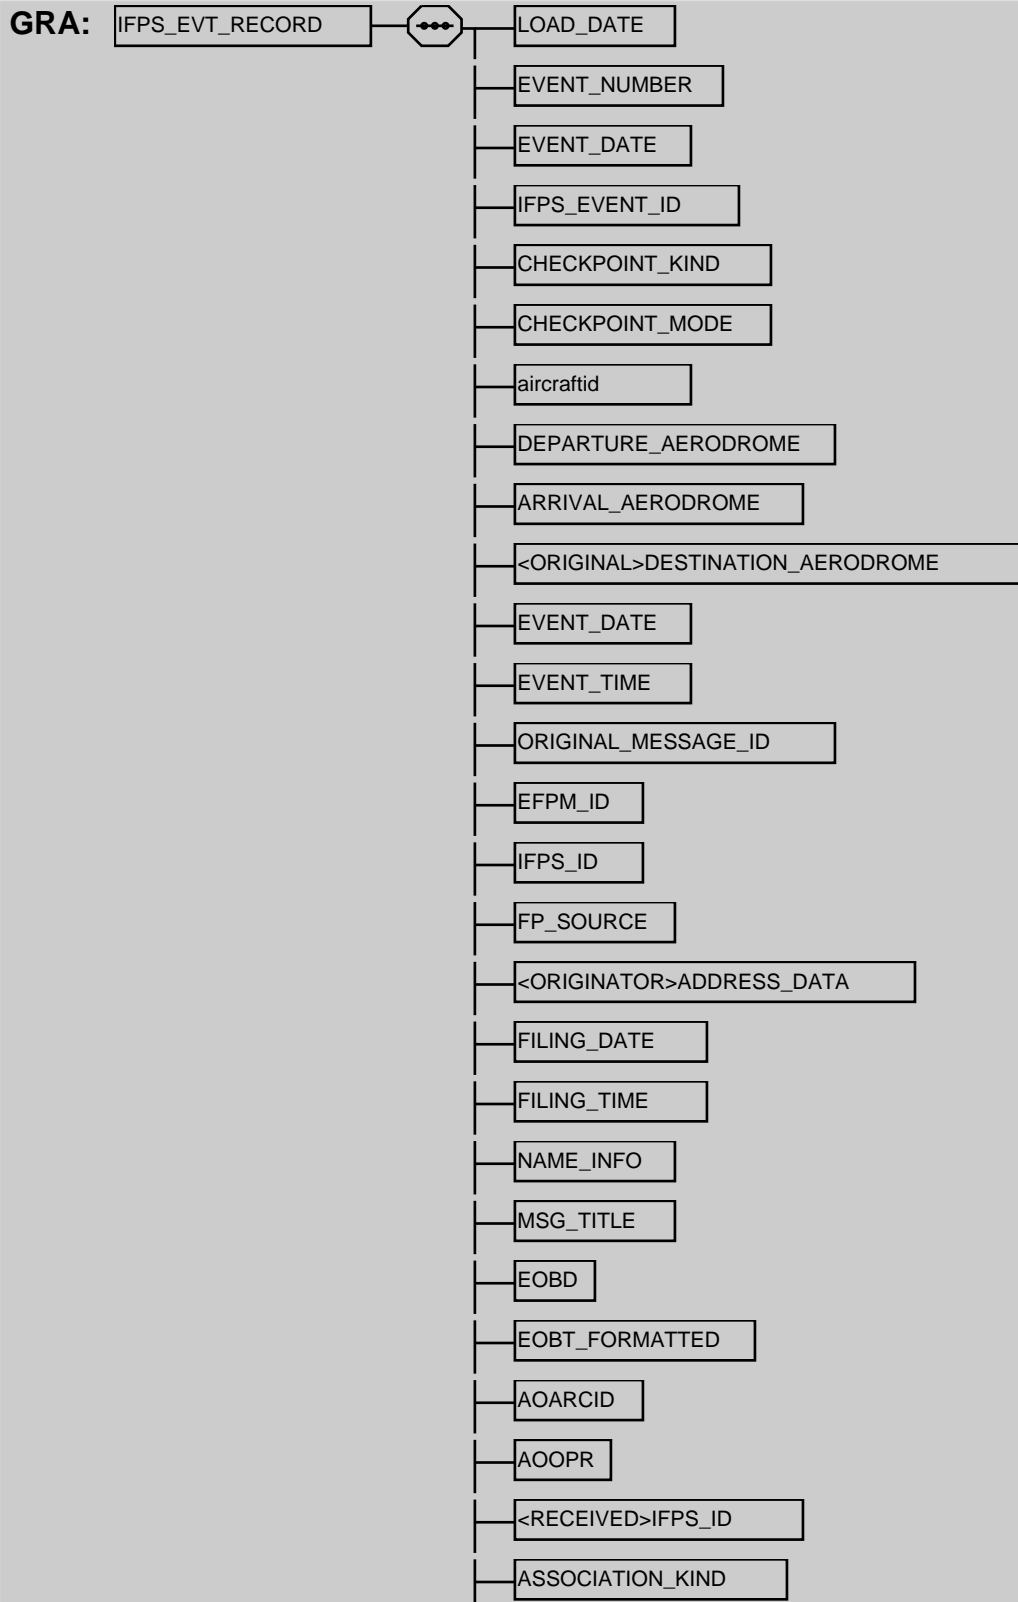 GRA: IFPS_EVT_RECORD LOAD_DATE
EVENT_NUMBER
EVENT_DATE
IFPS_EVENT_ID
CHECKPOINT_KIND
CHECKPOINT_MODE
aircraftid
DEPARTURE_AERODROME
ARRIVAL_AERODROME
<ORIGINAL>DESTINATION_AERODROME
EVENT_DATE
EVENT_TIME
ORIGINAL_MESSAGE_ID
EFPM_ID
IFPS_ID
FP_SOURCE
<ORIGINATOR>ADDRESS_DATA
FILING_DATE
FILING_TIME
NAME_INFO
MSG_TITLE
EOBD
EOBT_FORMATTED
AOARCID
AOOPR
<RECEIVED>IFPS_ID
ASSOCIATION_KIND